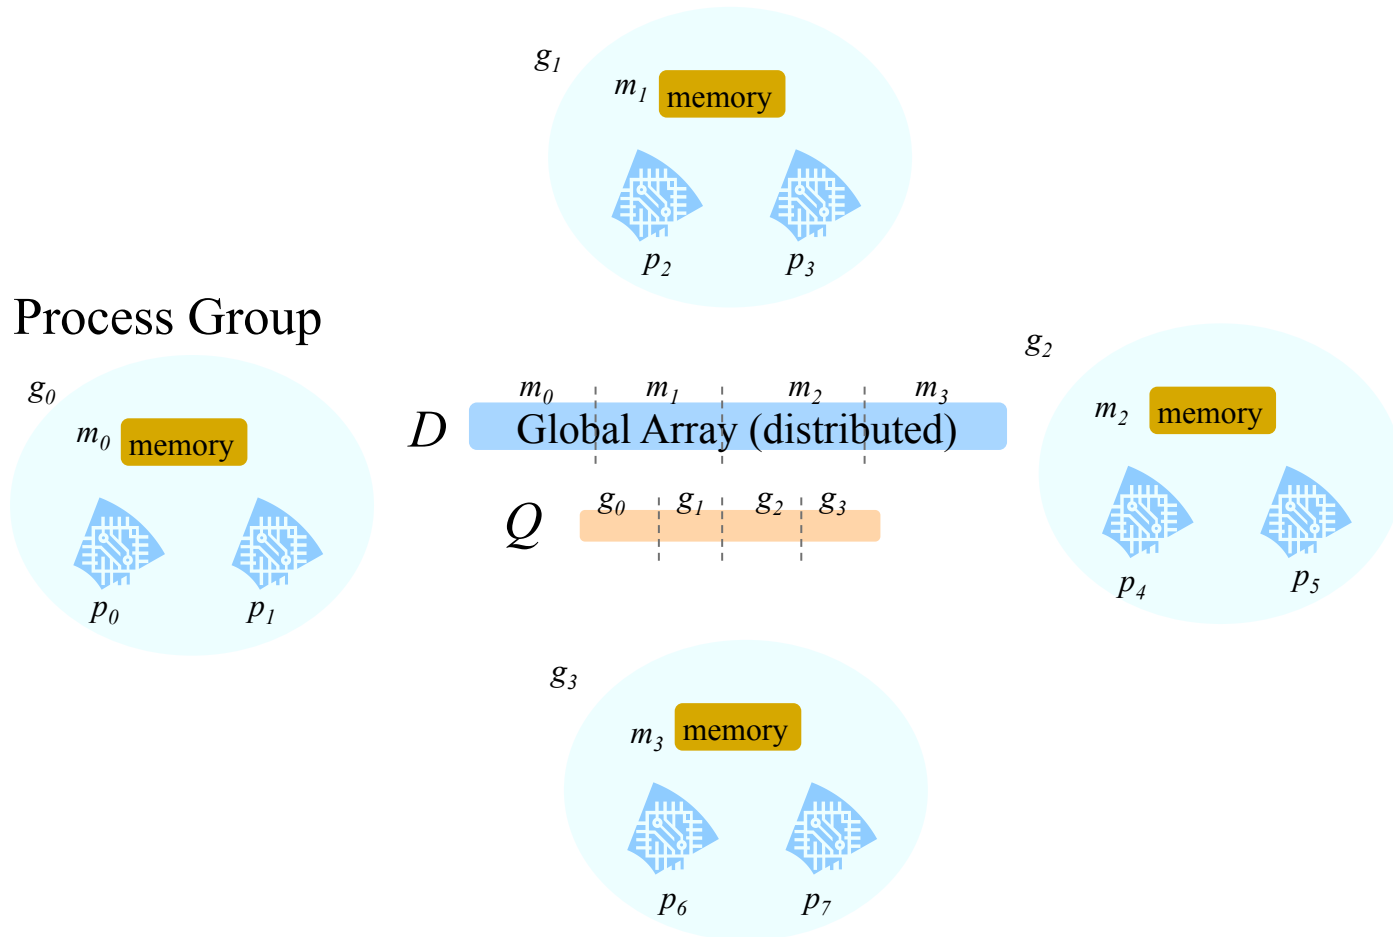 g₁
m₁ memory
p₂ p₃
Process Group
g₀
m₀ memory
p₀ p₁
m₀ m₁ m₂ m₃
D Global Array (distributed)
g₀ g₁ g₂ g₃
Q
g₂
m₂ memory
p₄ p₅
g₃
m₃ memory
p₆ p₇